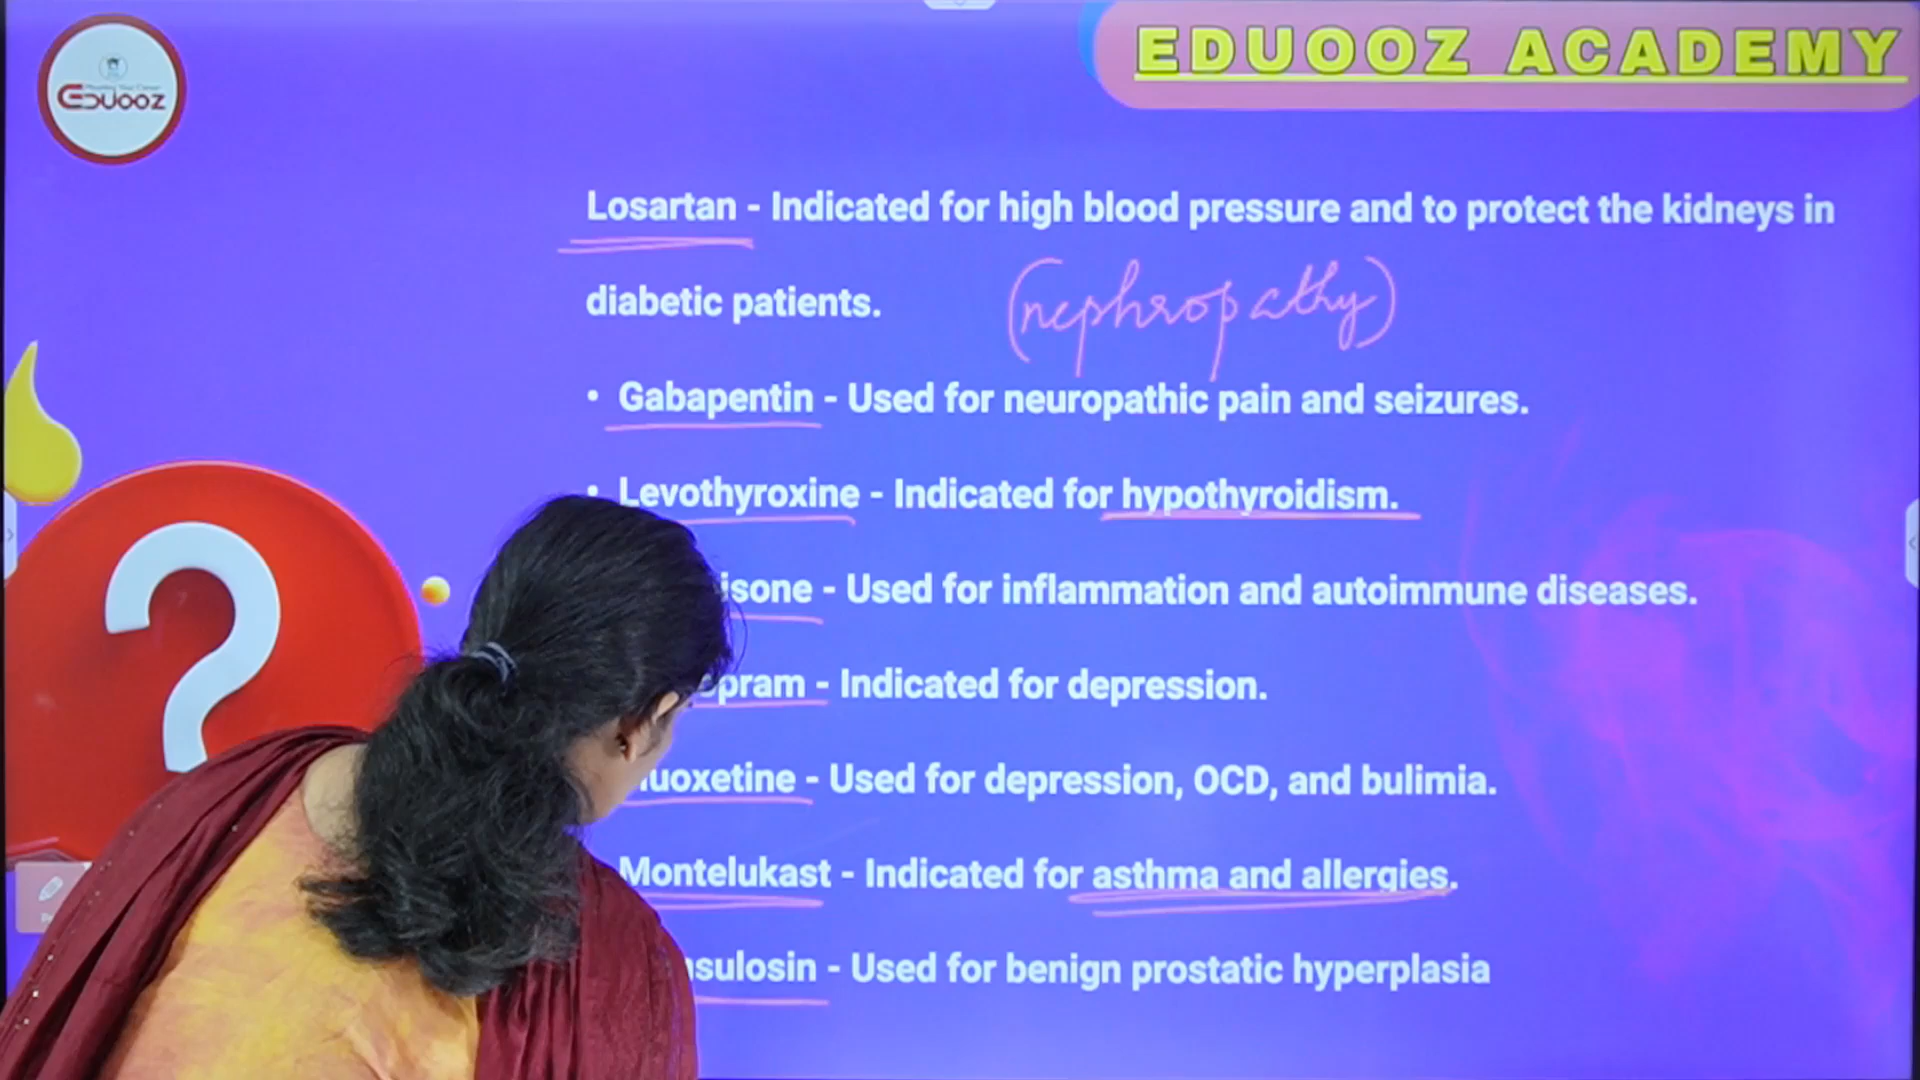 EDUOOZ
EDUOOZ ACADEMY
Losartan - Indicated for high blood pressure and to protect the kidneys in
diabetic patients. (nephropathy)
• Gabapentin - Used for neuropathic pain and seizures.
• Levothyroxine - Indicated for hypothyroidism.
isone - Used for inflammation and autoimmune diseases.
opram - Indicated for depression.
luoxetine - Used for depression, OCD, and bulimia.
Montelukast - Indicated for asthma and allergies.
nsulosin - Used for benign prostatic hyperplasia